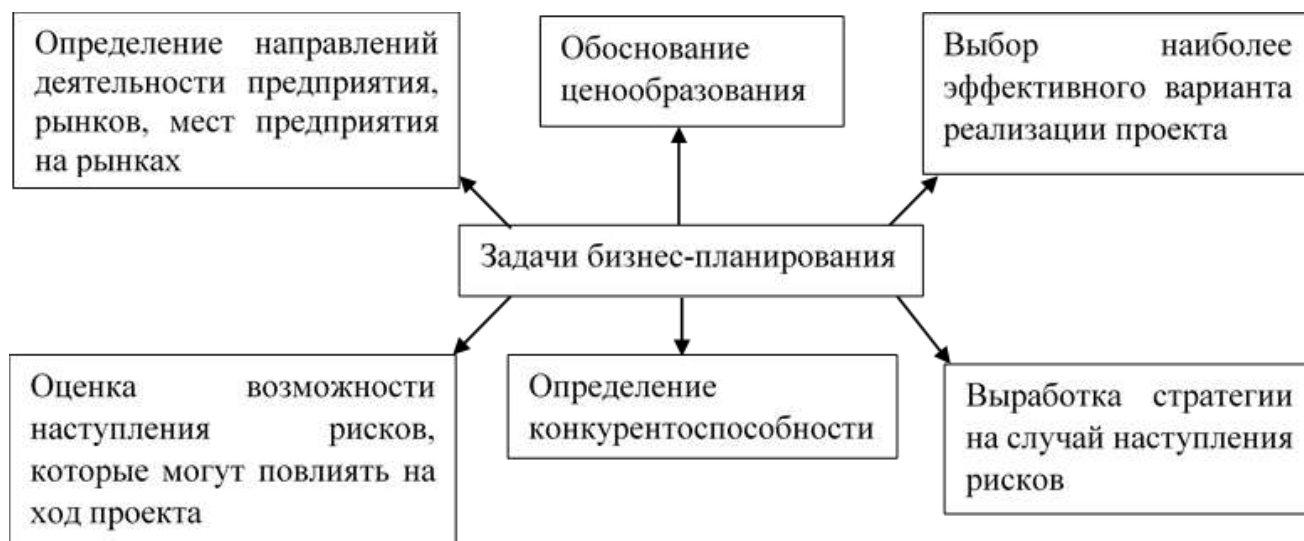 Определение направлений
деятельности предприятия,
рынков, мест предприятия
на рынках
Обоснование
ценообразования
Выбор наиболее
эффективного варианта
реализации проекта
Задачи бизнес-планирования
Оценка возможности
наступления рисков,
которые могут повлиять на
ход проекта
Определение
конкурентоспособности
Выработка стратегии
на случай наступления
рисков